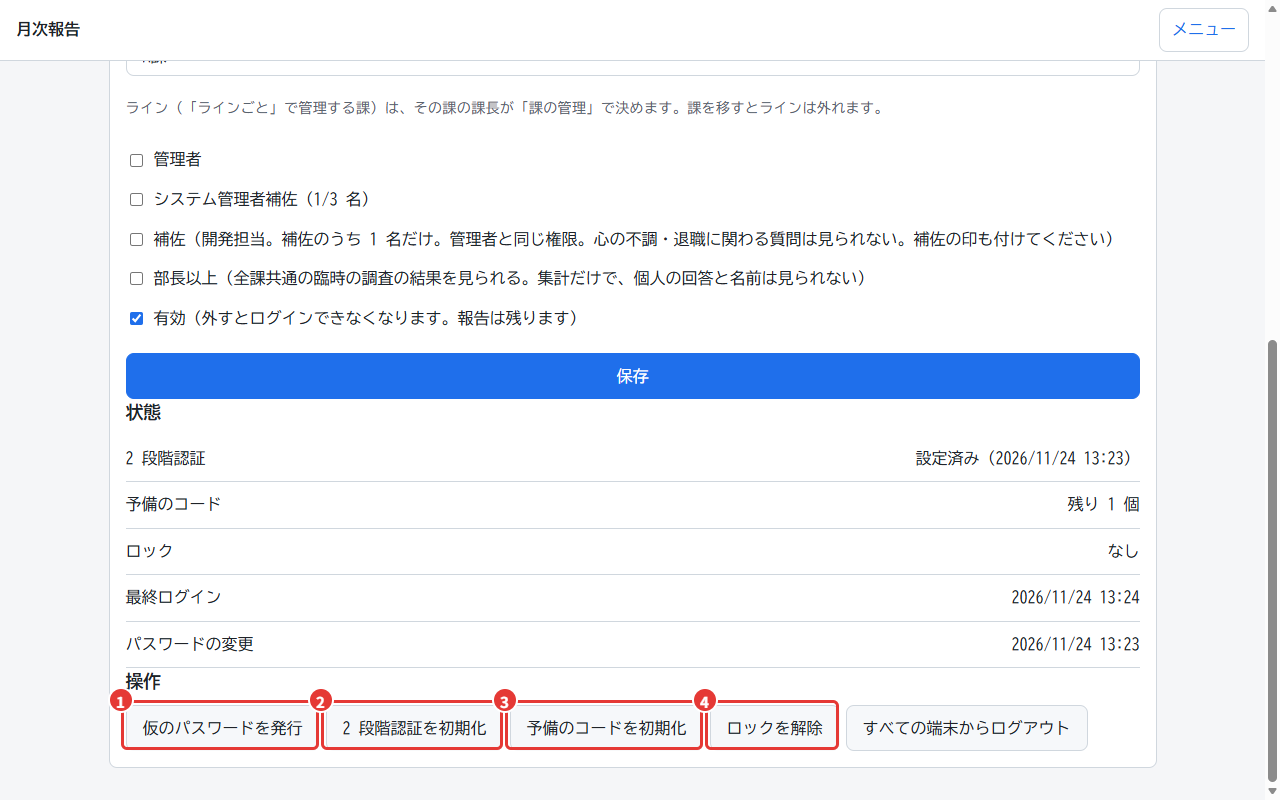 月次報告
メニュー
ライン（「ラインごと」で管理する課）は、その課の課長が「課の管理」で決めます。課を移すとラインは外れます。
管理者
システム管理者補佐（1/3 名）
補佐（開発担当。補佐のうち 1 名だけ。管理者と同じ権限。心の不調・退職に関わる質問は見られない。補佐の印も付けてください）
部長以上（全課共通の臨時の調査の結果を見られる。集計だけで、個人の回答と名前は見られない）
有効（外すとログインできなくなります。報告は残ります）
保存
状態
2 段階認証
設定済み（2026/11/24 13:23）
予備のコード
残り 1 個
ロック
なし
最終ログイン
2026/11/24 13:24
パスワードの変更
2026/11/24 13:23
操作
1 仮のパスワードを発行
2 2 段階認証を初期化
3 予備のコードを初期化
4 ロックを解除
すべての端末からログアウト